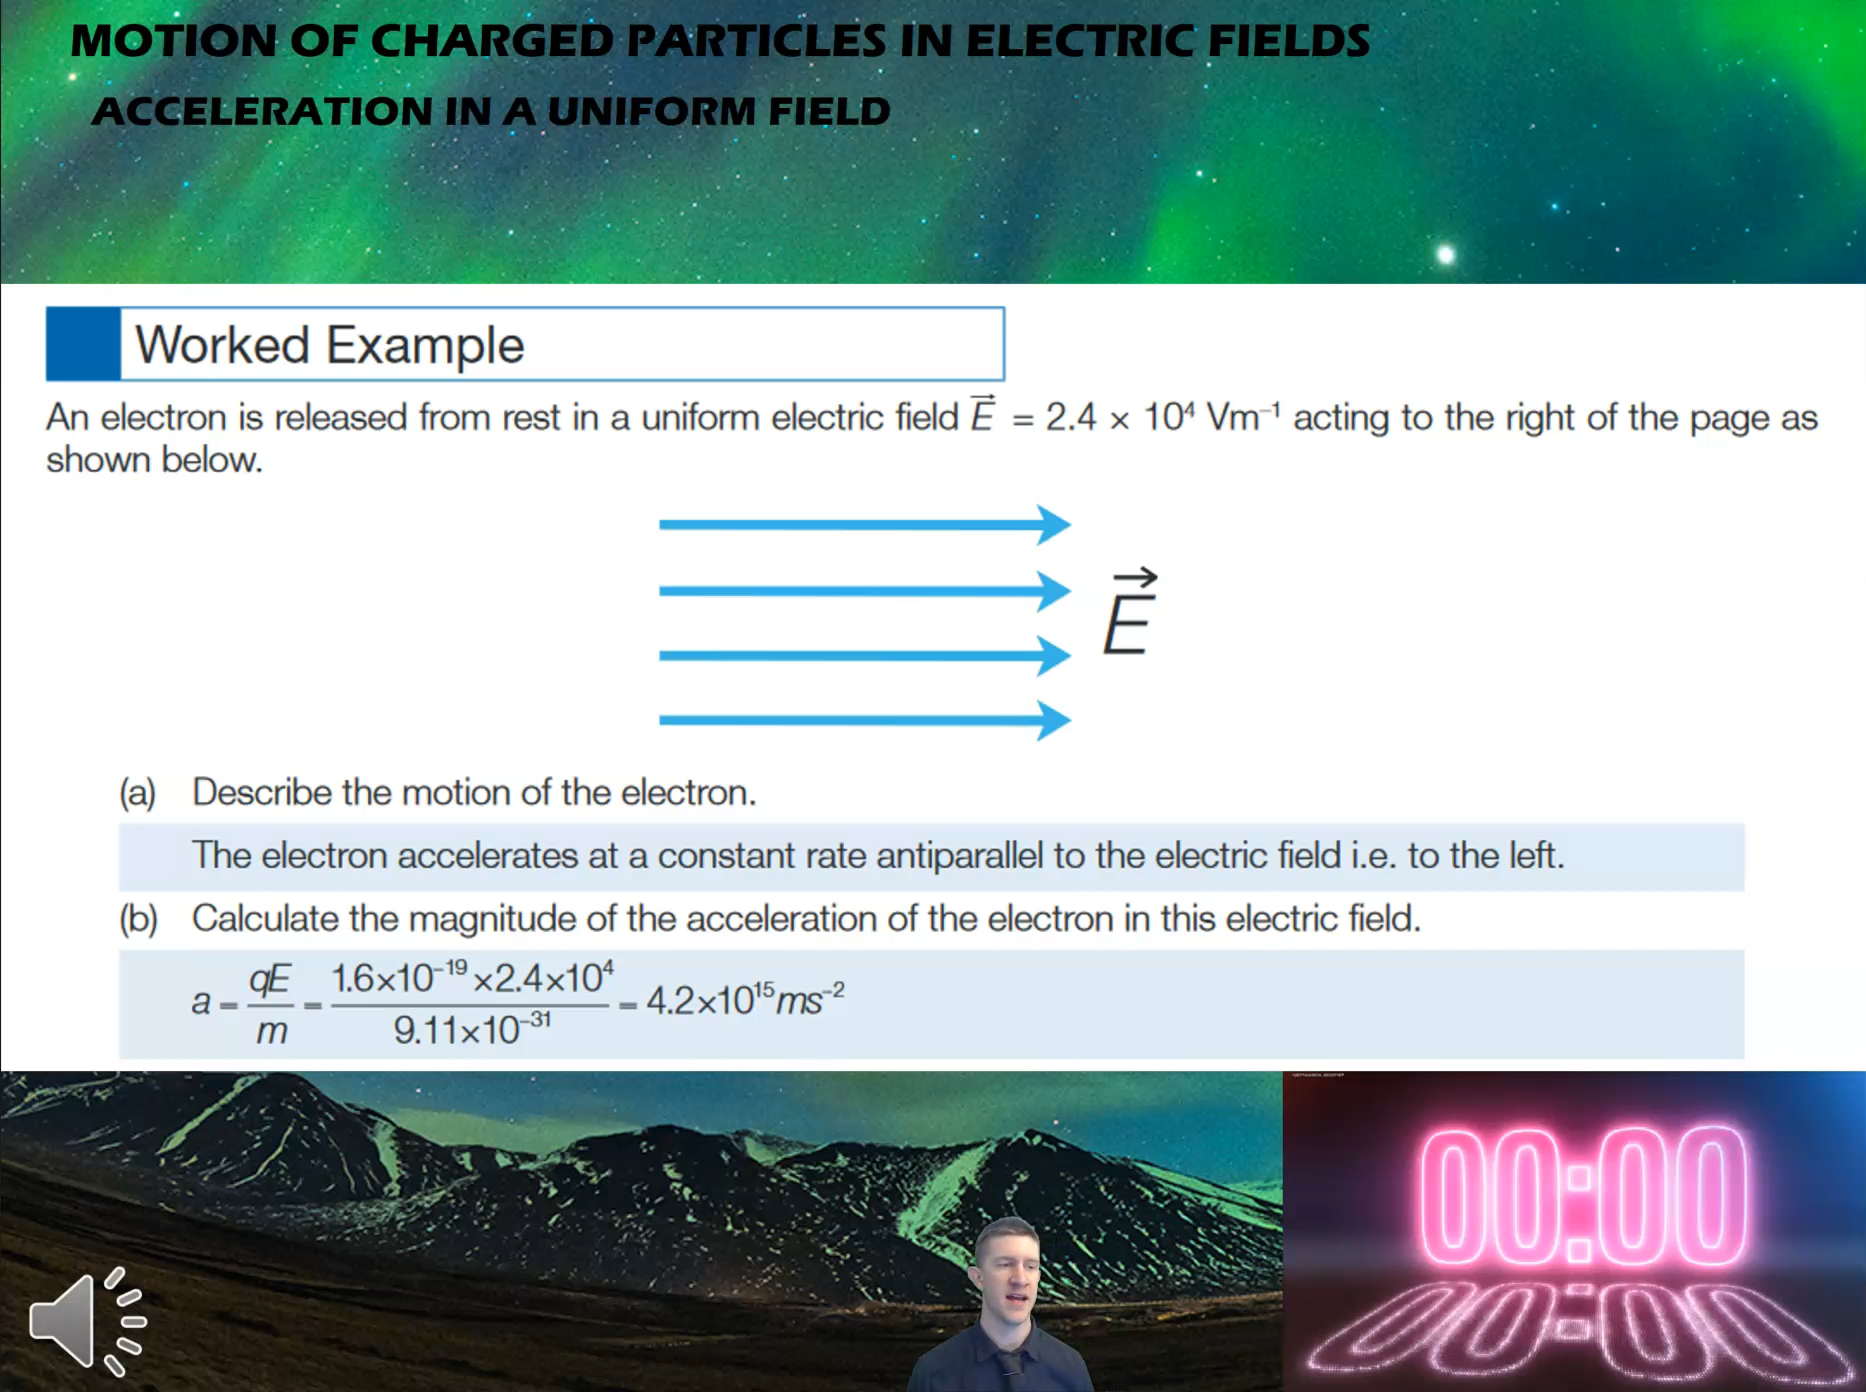 MOTION OF CHARGED PARTICLES IN ELECTRIC FIELDS
ACCELERATION IN A UNIFORM FIELD
Worked Example
An electron is released from rest in a uniform electric field E⃗ = 2.4 × 10⁴ Vm⁻¹ acting to the right of the page as
shown below.
E⃗
(a) Describe the motion of the electron.
The electron accelerates at a constant rate antiparallel to the electric field i.e. to the left.
(b) Calculate the magnitude of the acceleration of the electron in this electric field.
a = qE/m = 1.6×10⁻¹⁹×2.4×10⁴/9.11×10⁻³¹ = 4.2×10¹⁵ms⁻²
00:00